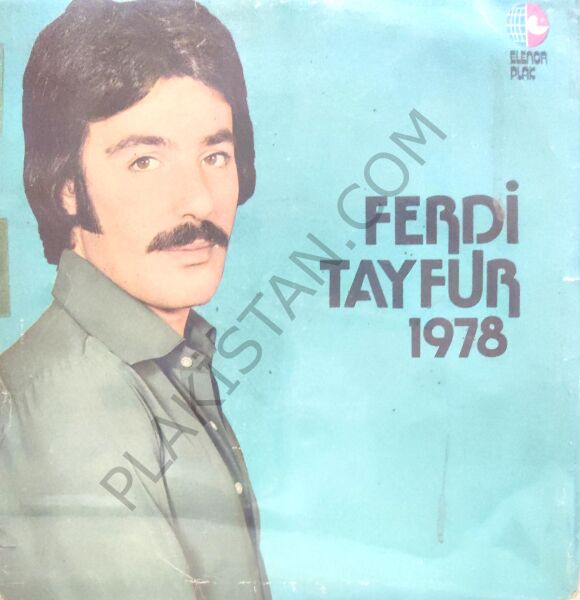 ELENOR
PLAK
FERDİ
TAYFUR
1978
PLAKISTAN.COM